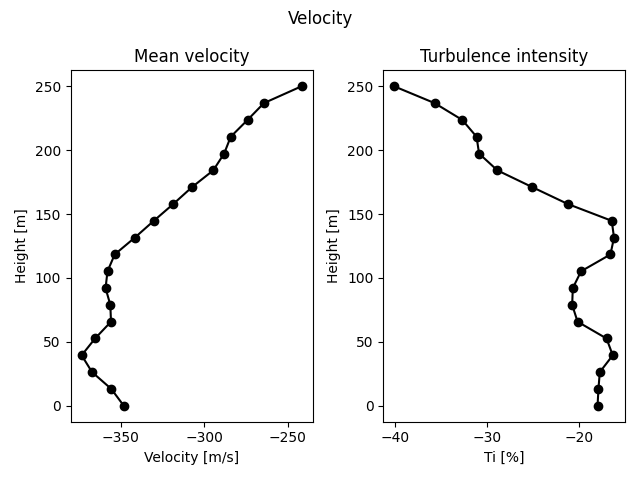 Velocity
Mean velocity
Turbulence intensity
250
200
150
100
50
0
Height [m]
−350
−300
−250
Velocity [m/s]
250
200
150
100
50
0
Height [m]
−40
−30
−20
Ti [%]